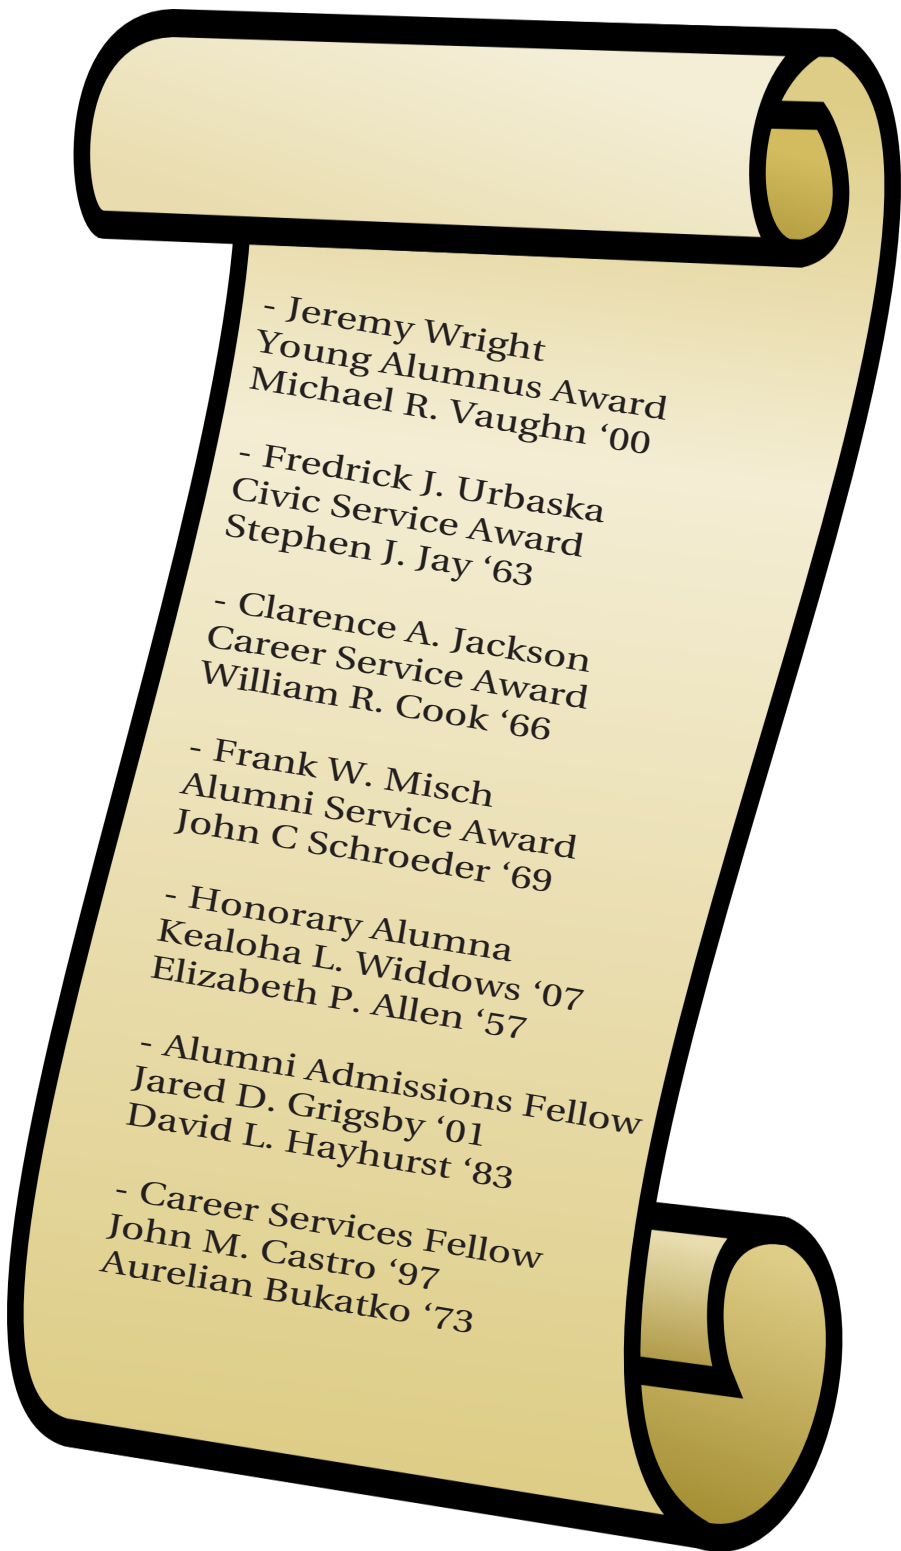 - Jeremy Wright
Young Alumnus Award
Michael R. Vaughn ‘00
- Fredrick J. Urbaska
Civic Service Award
Stephen J. Jay ‘63
- Clarence A. Jackson
Career Service Award
William R. Cook ‘66
- Frank W. Misch
Alumni Service Award
John C Schroeder ‘69
- Honorary Alumna
Kealoha L. Widdows ‘07
Elizabeth P. Allen ‘57
- Alumni Admissions Fellow
Jared D. Grigsby ‘01
David L. Hayhurst ‘83
- Career Services Fellow
John M. Castro ‘97
Aurelian Bukatko ‘73